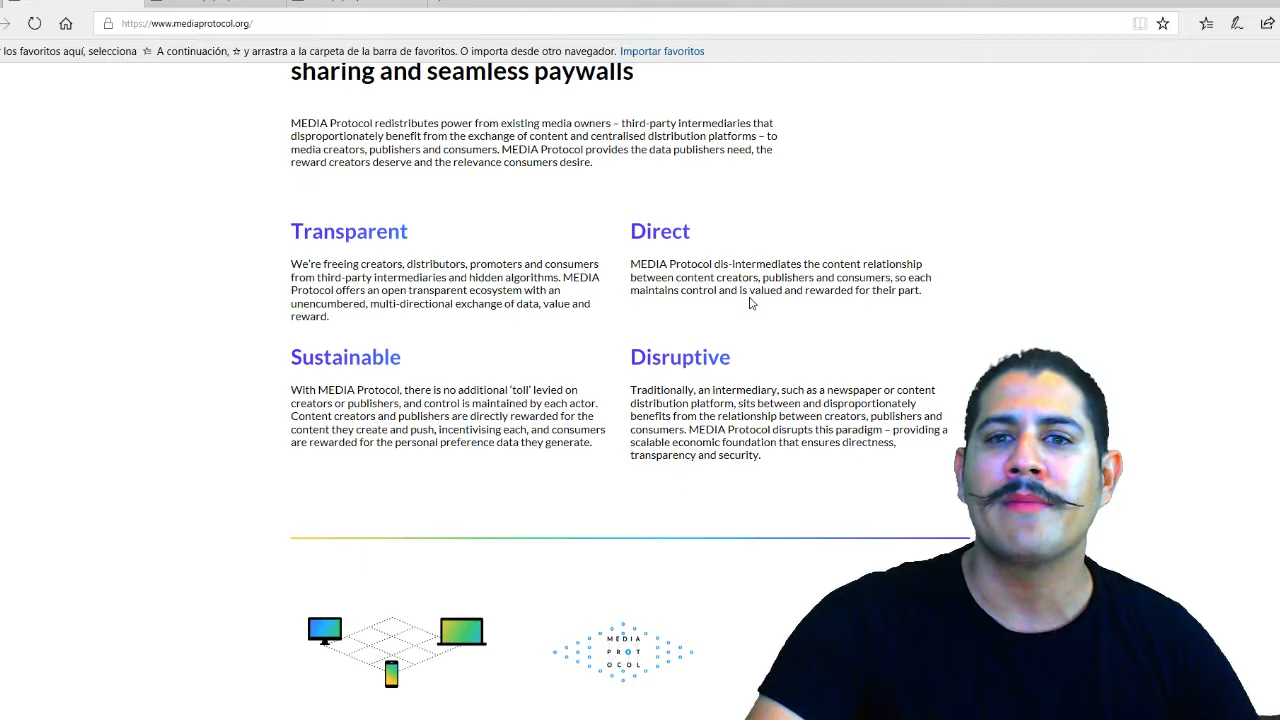 https://www.mediaprotocol.org/
r los favoritos aquí, selecciona A continuación, y arrastra a la carpeta de la barra de favoritos. O importa desde otro navegador. Importar favoritos
sharing and seamless paywalls
MEDIA Protocol redistributes power from existing media owners – third-party intermediaries that
disproportionately benefit from the exchange of content and centralised distribution platforms – to
media creators, publishers and consumers. MEDIA Protocol provides the data publishers need, the
reward creators deserve and the relevance consumers desire.
Transparent
We're freeing creators, distributors, promoters and consumers
from third-party intermediaries and hidden algorithms. MEDIA
Protocol offers an open transparent ecosystem with an
unencumbered, multi-directional exchange of data, value and
reward.
Direct
MEDIA Protocol dis-intermediates the content relationship
between content creators, publishers and consumers, so each
maintains control and is valued and rewarded for their part.
Sustainable
With MEDIA Protocol, there is no additional 'toll' levied on
creators or publishers, and control is maintained by each actor.
Content creators and publishers are directly rewarded for the
content they create and push, incentivising each, and consumers
are rewarded for the personal preference data they generate.
Disruptive
Traditionally, an intermediary, such as a newspaper or content
distribution platform, sits between and disproportionately
benefits from the relationship between creators, publishers and
consumers. MEDIA Protocol disrupts this paradigm – providing a
scalable economic foundation that ensures directness,
transparency and security.
MEDIA
PROT
OCOL